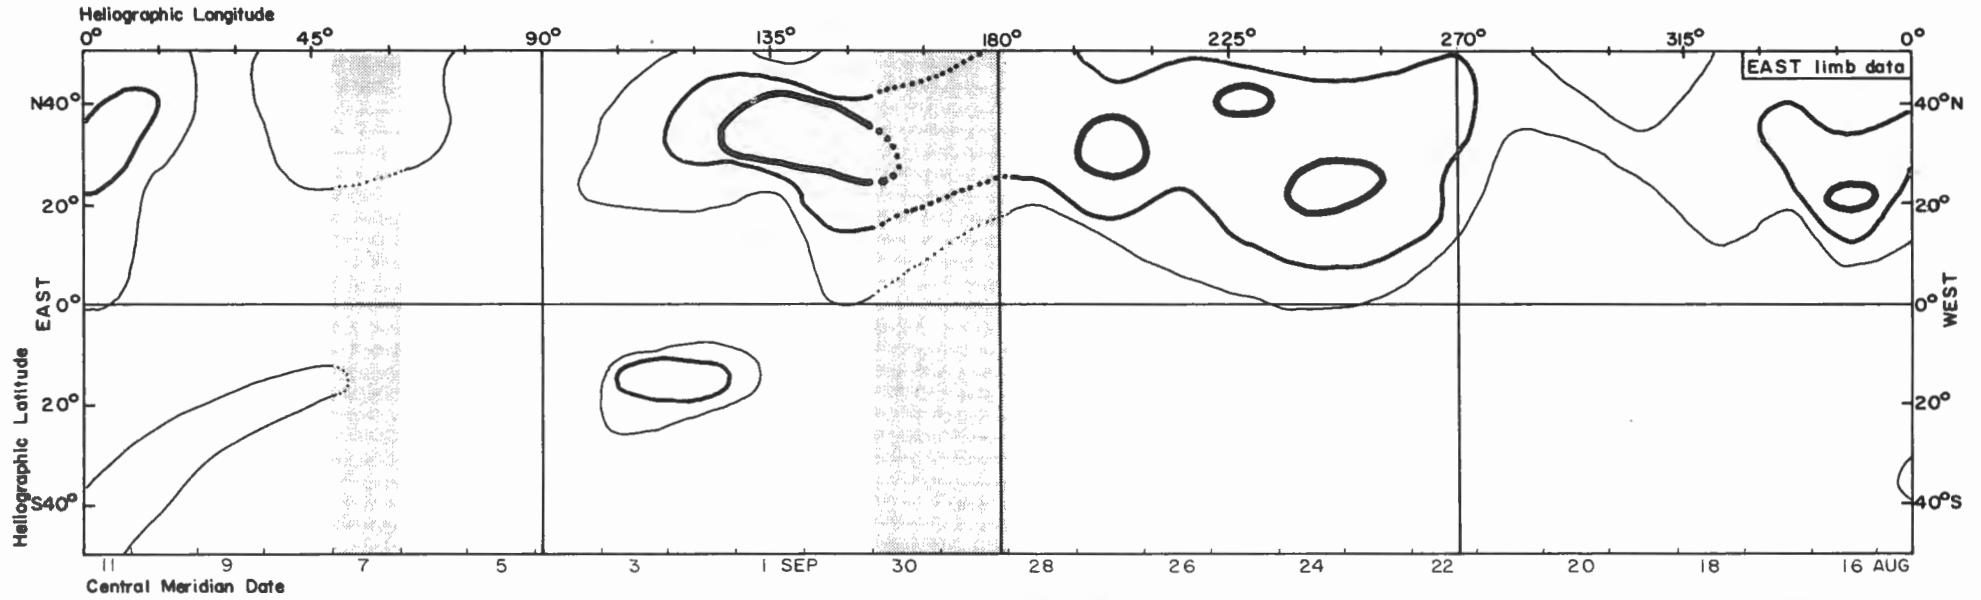 Heliographic Longitude
0° 45° 90° 135° 180° 225° 270° 315° 0°
EAST limb data
N40° 40°N
20° 20°
EAST 0° 0° WEST
Heliographic Latitude
20° 20°
S40° 40°S
11 9 7 5 3 1 SEP 30 28 26 24 22 20 18 16 AUG
Central Meridian Date